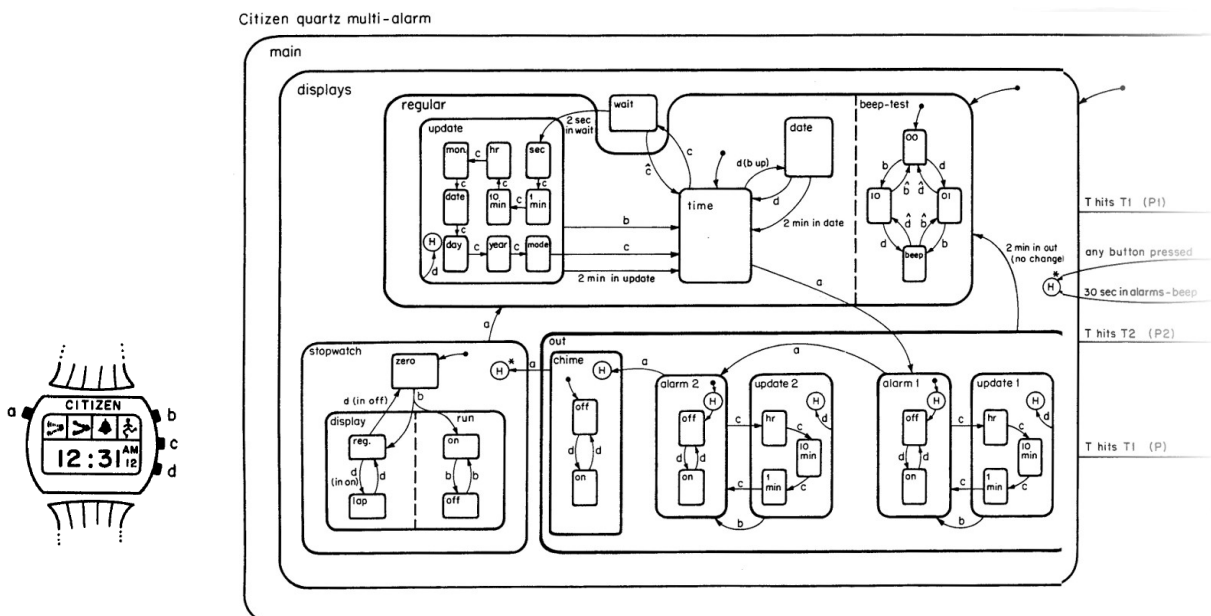 Citizen quartz multi-alarm
main
displays
regular
update
mon.
c
hr
sec
c
c
c
date
10 min
c
1 min
c
H
d
day
c
year
c
mode
2 sec in wait
wait
ĉ
c
b
c
2 min in update
time
d (b up)
d
date
2 min in date
a
beep-test
00
b
d
b̂
d̂
10
01
d̂
b̂
d
b
beep
2 min in out (no change)
T hits T1 (P1)
any button pressed
H*
30 sec in alarms-beep
T hits T2 (P2)
T hits T1 (P)
a
stopwatch
zero
H*
a
d (in off)
b
display
run
reg.
on
d (in on)
d
b
b
lap
off
out
chime
H
a
off
d
d
on
a
alarm 2
H
off
d
d
on
c
c
b
update 2
hr
c
H
d
10 min
c
1 min
alarm 1
H
off
d
d
on
c
c
b
update 1
hr
c
H
d
10 min
c
1 min
a
b
c
d
CITIZEN
12:31 AM 12